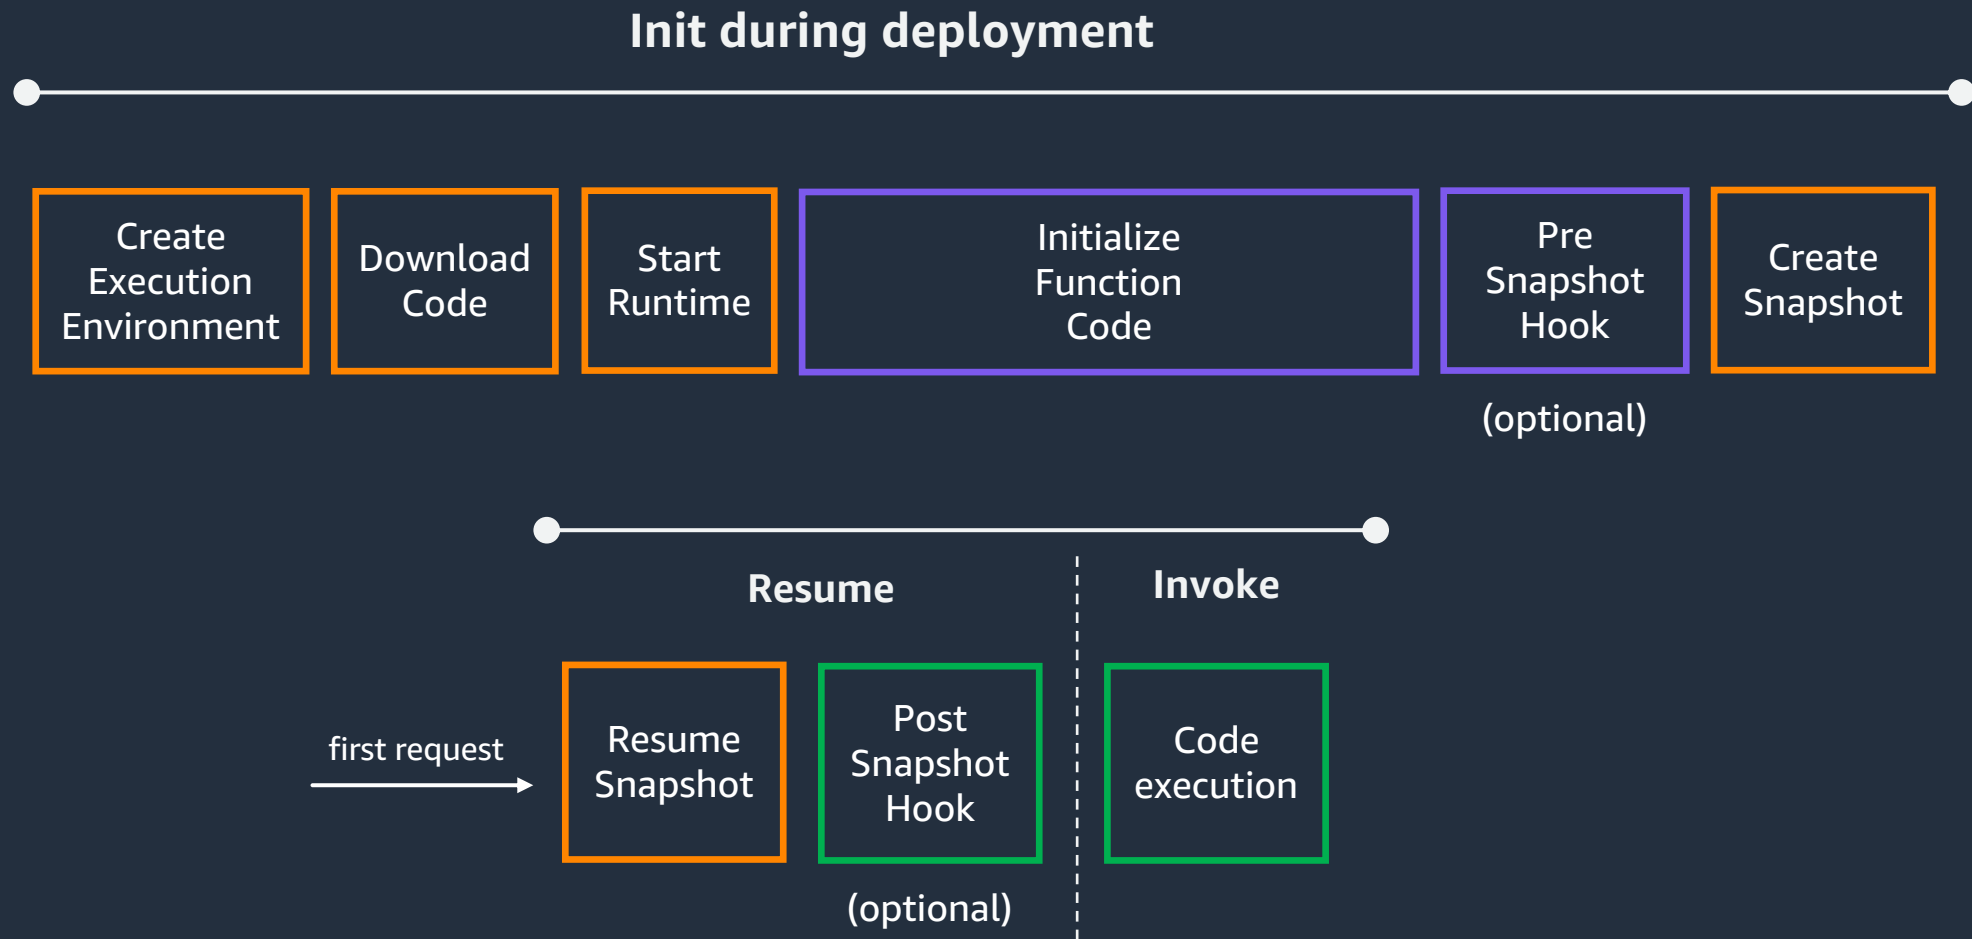 Init during deployment
Create
Execution
Environment
Download
Code
Start
Runtime
Initialize
Function
Code
Pre
Snapshot
Hook
(optional)
Create
Snapshot
Resume
Invoke
first request
Resume
Snapshot
Post
Snapshot
Hook
(optional)
Code
execution